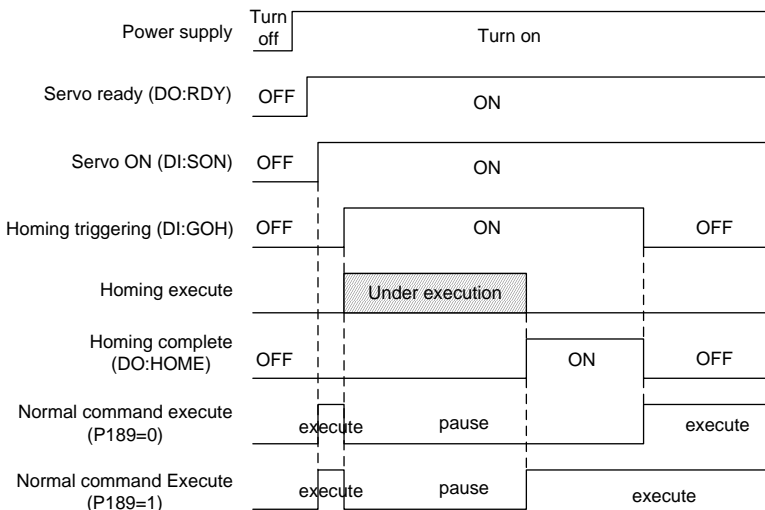 Power supply
Turn
off
Turn on
Servo ready (DO:RDY)
OFF
ON
Servo ON (DI:SON)
OFF
ON
Homing triggering (DI:GOH)
OFF
ON
OFF
Homing execute
Under execution
Homing complete
(DO:HOME)
OFF
ON
OFF
Normal command execute
(P189=0)
execute
pause
execute
Normal command Execute
(P189=1)
execute
pause
execute